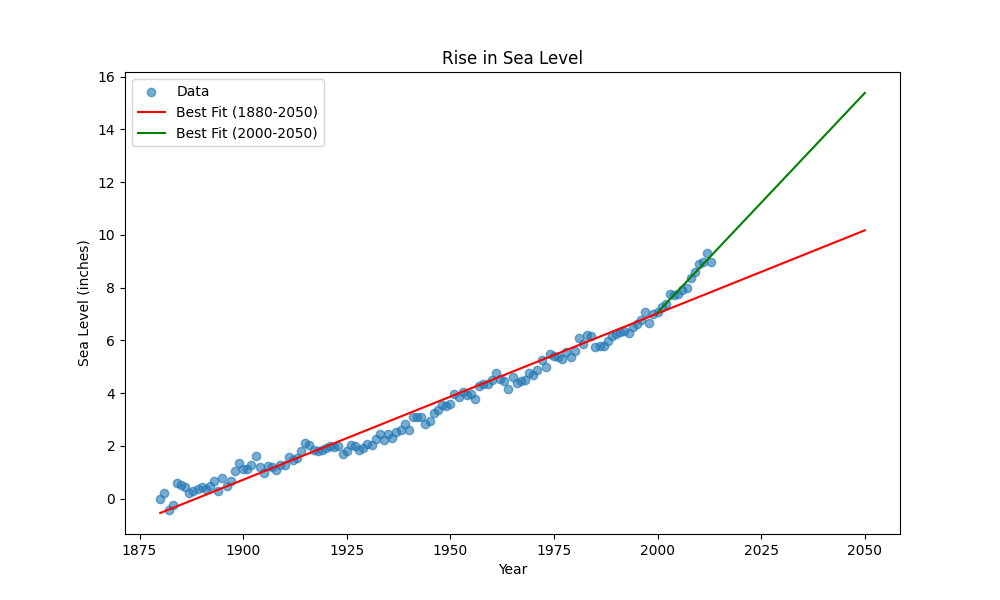 Rise in Sea Level
Data
Best Fit (1880-2050)
Best Fit (2000-2050)
Sea Level (inches)
16
14
12
10
8
6
4
2
0
1875 1900 1925 1950 1975 2000 2025 2050
Year